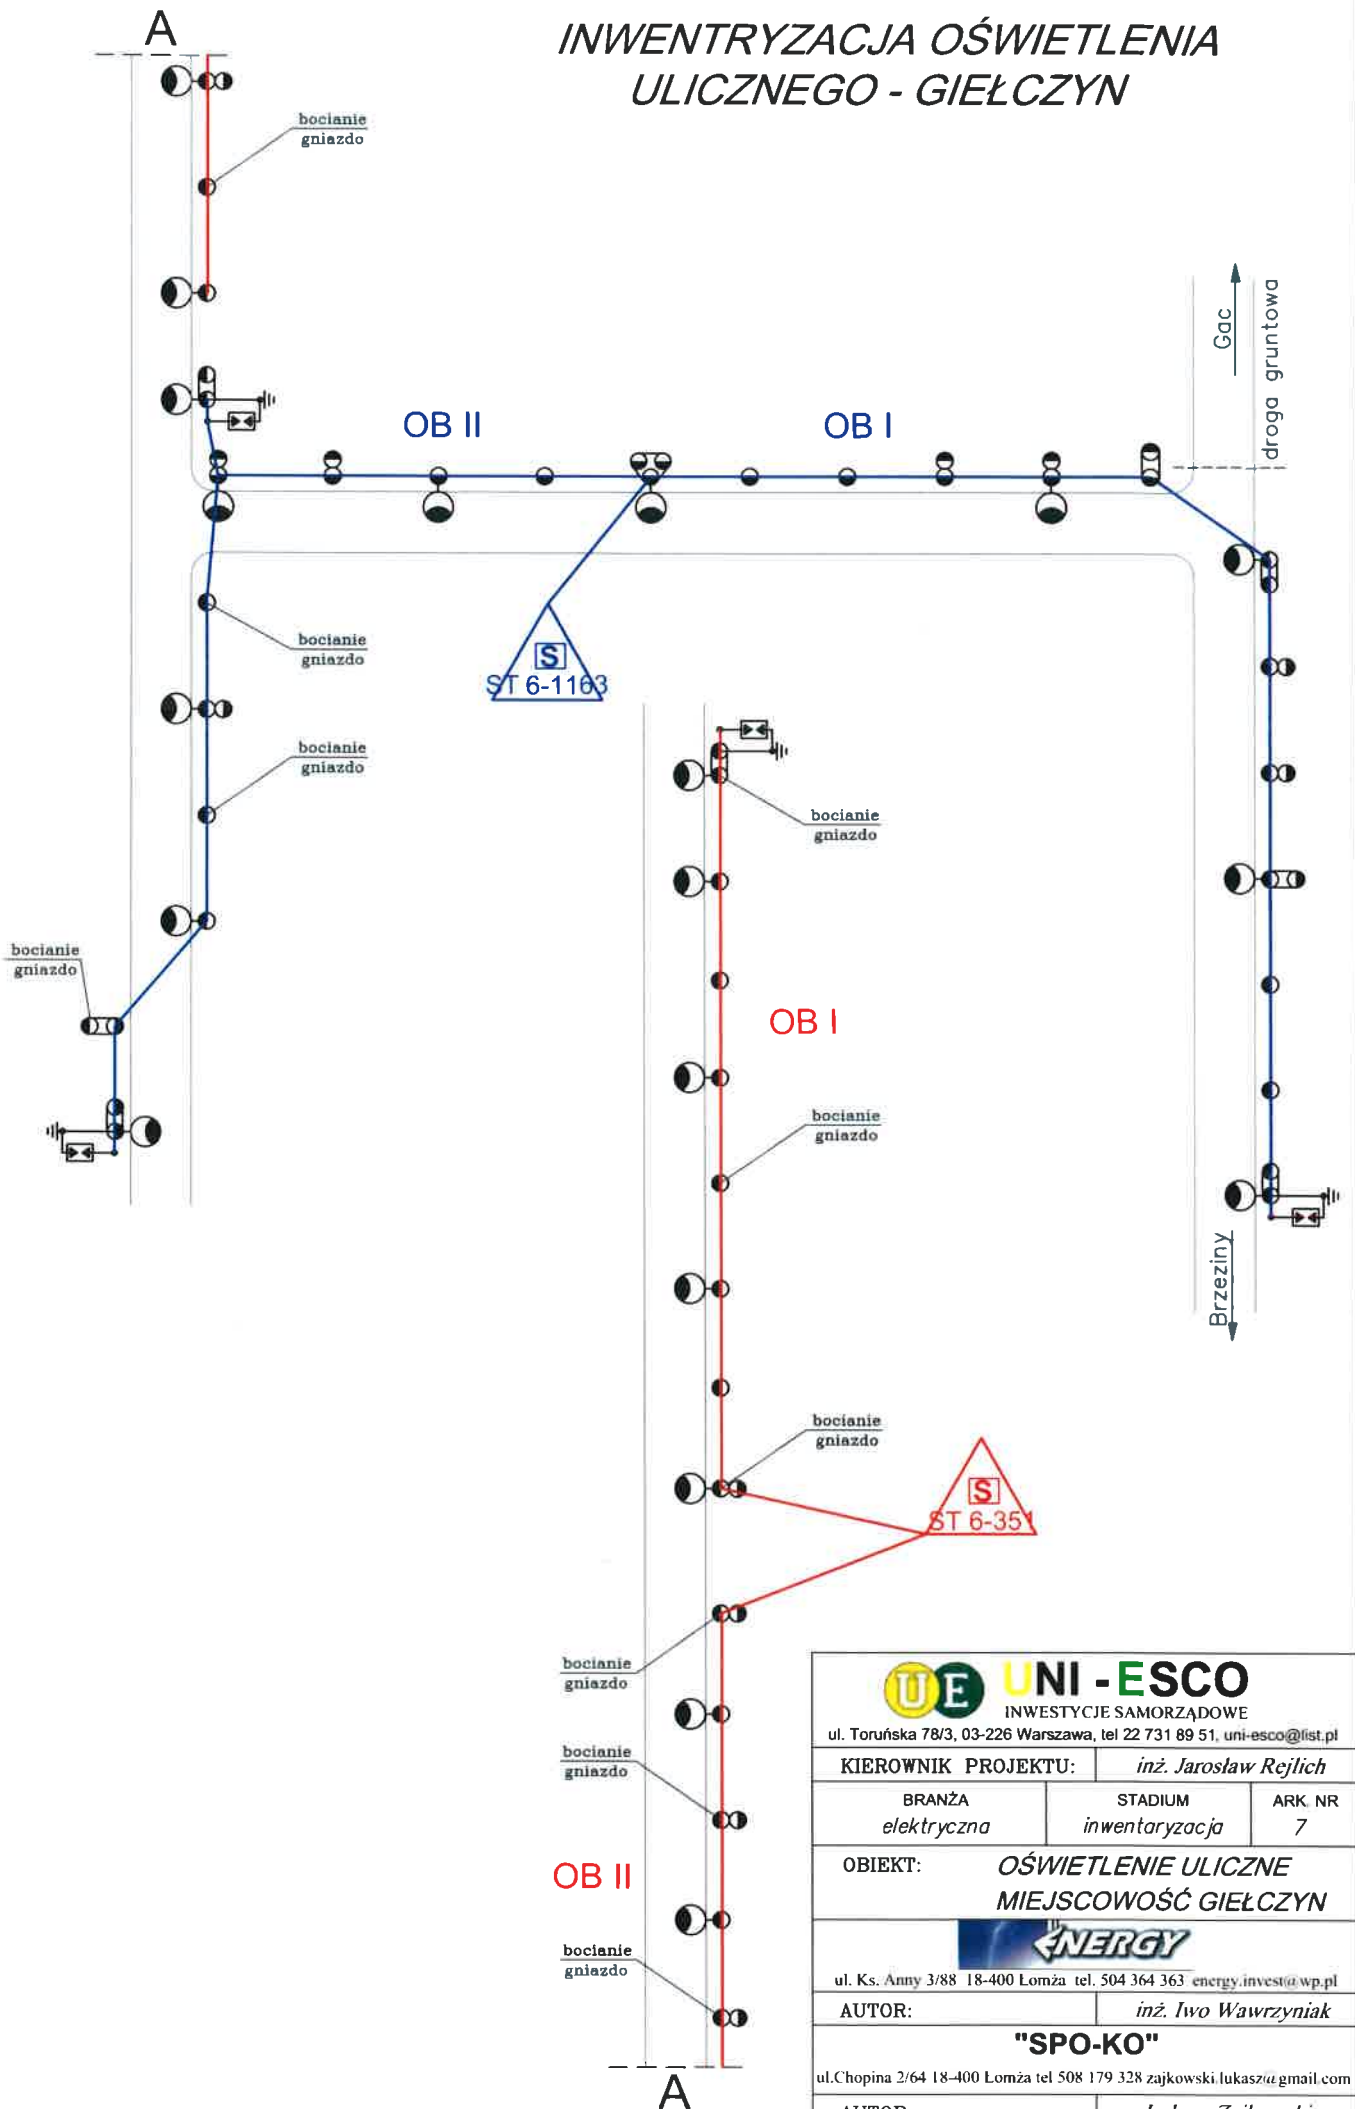 A
INWENTRYZACJA OŚWIETLENIA
ULICZNEGO - GIEŁCZYN
bocianie
gniazdo
Gac
droga gruntowa
OB II
OB I
bocianie
gniazdo
S
ST 6-1163
bocianie
gniazdo
bocianie
gniazdo
bocianie
gniazdo
OB I
bocianie
gniazdo
Brzeziny
bocianie
gniazdo
S
ST 6-351
bocianie
gniazdo
bocianie
gniazdo
OB II
bocianie
gniazdo
A
UE UNI - ESCO
INWESTYCJE SAMORZĄDOWE
ul. Toruńska 78/3, 03-226 Warszawa, tel 22 731 89 51, uni-esco@list.pl
KIEROWNIK PROJEKTU: inż. Jarosław Rejlich
BRANŻA STADIUM ARK. NR
elektryczna inwentaryzacja 7
OBIEKT: OŚWIETLENIE ULICZNE
MIEJSCOWOŚĆ GIEŁCZYN
ENERGY
ul. Ks. Anny 3/88 18-400 Łomża tel. 504 364 363 energy.invest@wp.pl
AUTOR: inż. Iwo Wawrzyniak
"SPO-KO"
ul.Chopina 2/64 18-400 Łomża tel 508 179 328 zajkowski.lukasz@gmail.com